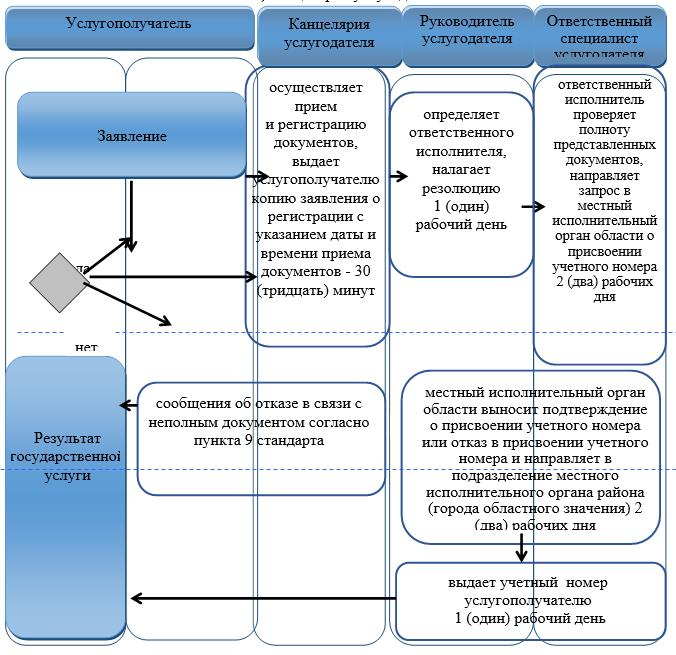 Услугополучатель
Канцелярия
услугодателя
Руководитель
услугодателя
Ответственный
специалист
услугодателя
Заявление
осуществляет
прием
и регистрацию
документов,
выдает
услугополучателю
копию заявления о
регистрации с
указанием даты и
времени приема
документов - 30
(тридцать) минут
определяет
ответственного
исполнителя,
налагает
резолюцию
1 (один)
рабочий день
ответственный
исполнитель
проверяет
полноту
представленных
документов,
направляет
запрос в
местный
исполнительный
орган области о
присвоении
учетного номера
2 (два) рабочих
дня
да
нет
Результат
государственной
услуги
сообщения об отказе в связи с
неполным документом согласно
пункта 9 стандарта
местный исполнительный орган
области выносит подтверждение
о присвоении учетного номера
или отказ в присвоении учетного
номера и направляет в
подразделение местного
исполнительного органа района
(города областного значения) 2
(два) рабочих дня
выдает учетный номер
услугополучателю
1 (один) рабочий день